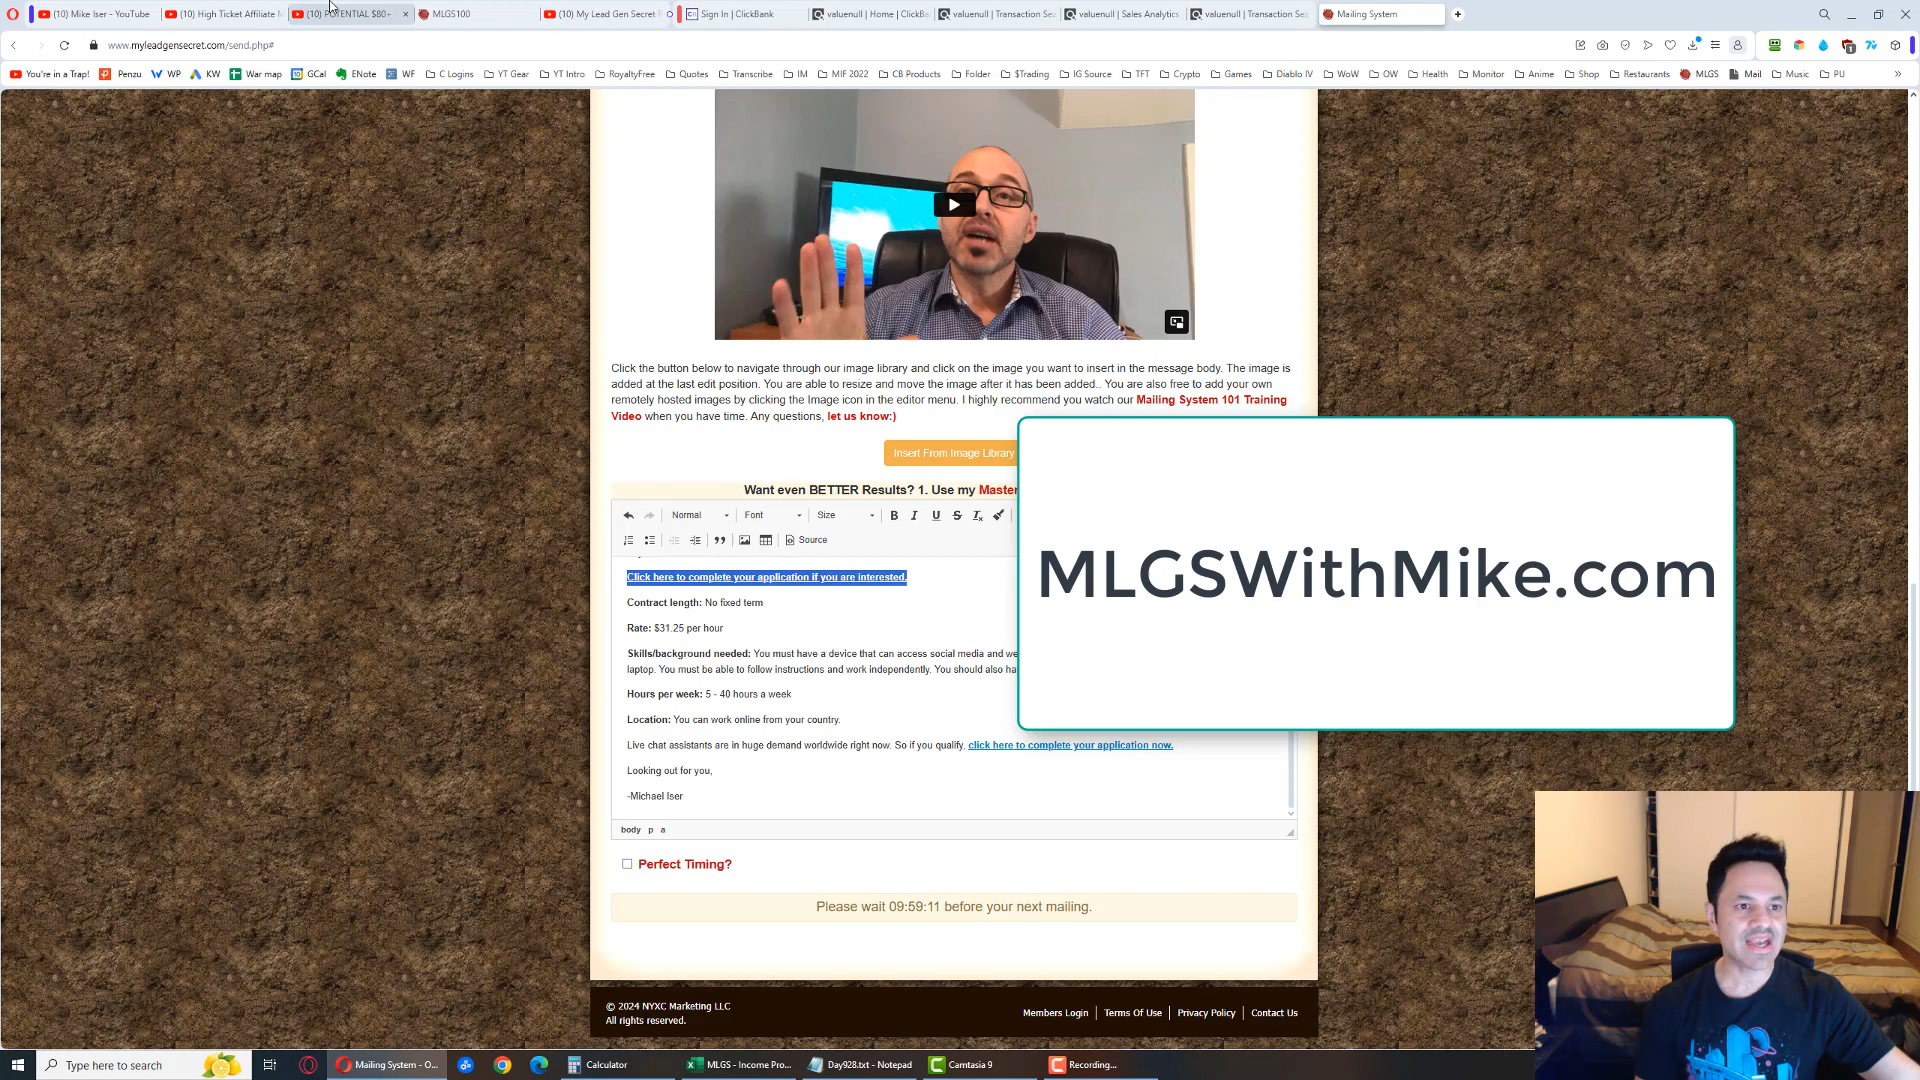 (10) Mike Iser - YouTube
(10) High Ticket Affiliate M
(10) POTENTIAL $80+
MLGS100
(10) My Lead Gen Secret
Sign In | ClickBank
valuenull | Home | ClickBa
valuenull | Transaction Se
valuenull | Sales Analytics
valuenull | Transaction Se
Mailing System
www.myleadgensecret.com/send.php#
You're in a Trap!
Penzu
WP
KW
War map
GCal
ENote
WF
C Logins
YT Gear
YT Intro
RoyaltyFree
Quotes
Transcribe
IM
MIF 2022
CB Products
Folder
$Trading
IG Source
TFT
Crypto
Games
Diablo IV
WoW
OW
Health
Monitor
Anime
Shop
Restaurants
MLGS
Mail
Music
PU
Click the button below to navigate through our image library and click on the image you want to insert in the message body. The image is
added at the last edit position. You are able to resize and move the image after it has been added.. You are also free to add your own
remotely hosted images by clicking the Image icon in the editor menu. I highly recommend you watch our Mailing System 101 Training
Video when you have time. Any questions, let us know:)
Insert From Image Library
Want even BETTER Results? 1. Use my Master
Normal
Font
Size
Source
Click here to complete your application if you are interested.
Contract length: No fixed term
Rate: $31.25 per hour
Skills/background needed: You must have a device that can access social media and we
laptop. You must be able to follow instructions and work independently. You should also ha
Hours per week: 5 - 40 hours a week
Location: You can work online from your country.
Live chat assistants are in huge demand worldwide right now. So if you qualify, click here to complete your application now.
Looking out for you,
-Michael Iser
body p a
MLGSWithMike.com
Perfect Timing?
Please wait 09:59:11 before your next mailing.
© 2024 NYXC Marketing LLC
All rights reserved.
Members Login
Terms Of Use
Privacy Policy
Contact Us
Type here to search
Mailing System - O...
Calculator
MLGS - Income Pro...
Day928.txt - Notepad
Camtasia 9
Recording...